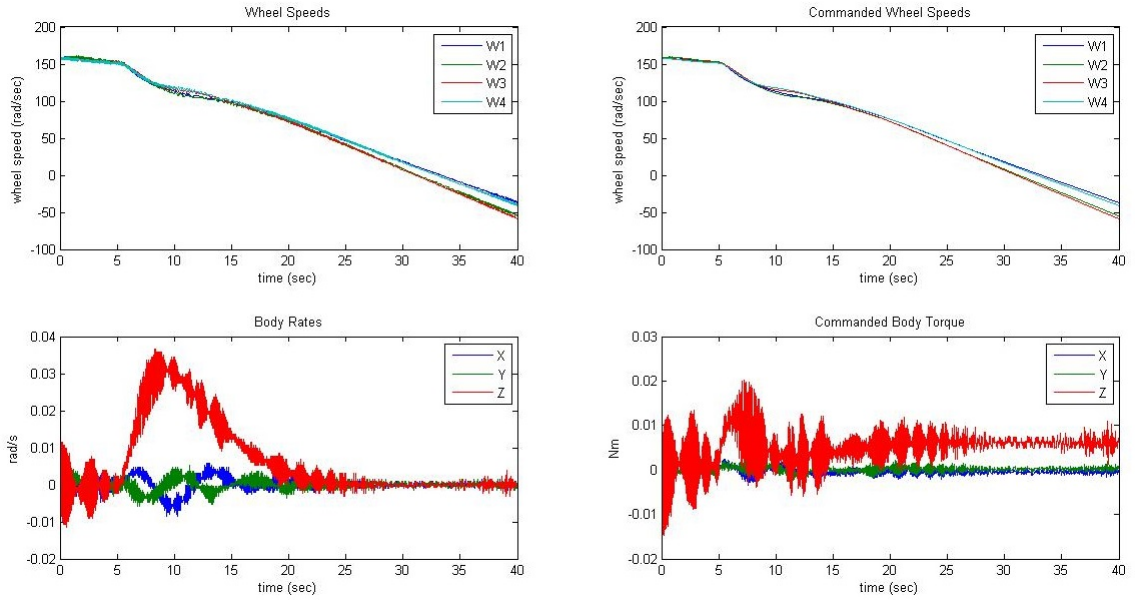 Wheel Speeds
200
150
100
50
0
-50
-100
wheel speed (rad/sec)
0 5 10 15 20 25 30 35 40
time (sec)
W1
W2
W3
W4
Commanded Wheel Speeds
200
150
100
50
0
-50
-100
wheel speed (rad/sec)
0 5 10 15 20 25 30 35 40
time (sec)
W1
W2
W3
W4
Body Rates
0.04
0.03
0.02
0.01
0
-0.01
-0.02
rad/s
0 5 10 15 20 25 30 35 40
time (sec)
X
Y
Z
Commanded Body Torque
0.03
0.02
0.01
0
-0.01
-0.02
Nm
0 5 10 15 20 25 30 35 40
time (sec)
X
Y
Z